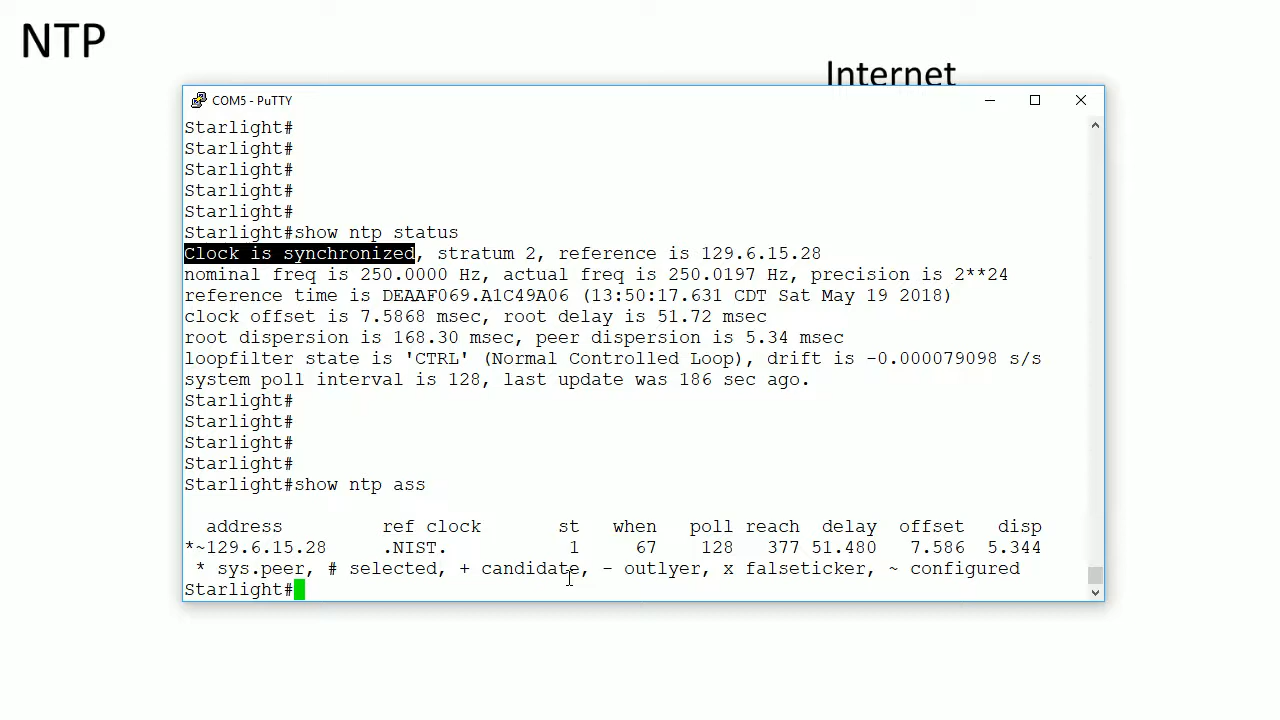 NTP
Internet
COM5 - PuTTY
Starlight#
Starlight#
Starlight#
Starlight#
Starlight#
Starlight#show ntp status
Clock is synchronized, stratum 2, reference is 129.6.15.28
nominal freq is 250.0000 Hz, actual freq is 250.0197 Hz, precision is 2**24
reference time is DEAAF069.A1C49A06 (13:50:17.631 CDT Sat May 19 2018)
clock offset is 7.5868 msec, root delay is 51.72 msec
root dispersion is 168.30 msec, peer dispersion is 5.34 msec
loopfilter state is 'CTRL' (Normal Controlled Loop), drift is -0.000079098 s/s
system poll interval is 128, last update was 186 sec ago.
Starlight#
Starlight#
Starlight#
Starlight#
Starlight#show ntp ass
address ref clock st when poll reach delay offset disp
*~129.6.15.28 .NIST. 1 67 128 377 51.480 7.586 5.344
* sys.peer, # selected, + candidate, - outlyer, x falseticker, ~ configured
Starlight#